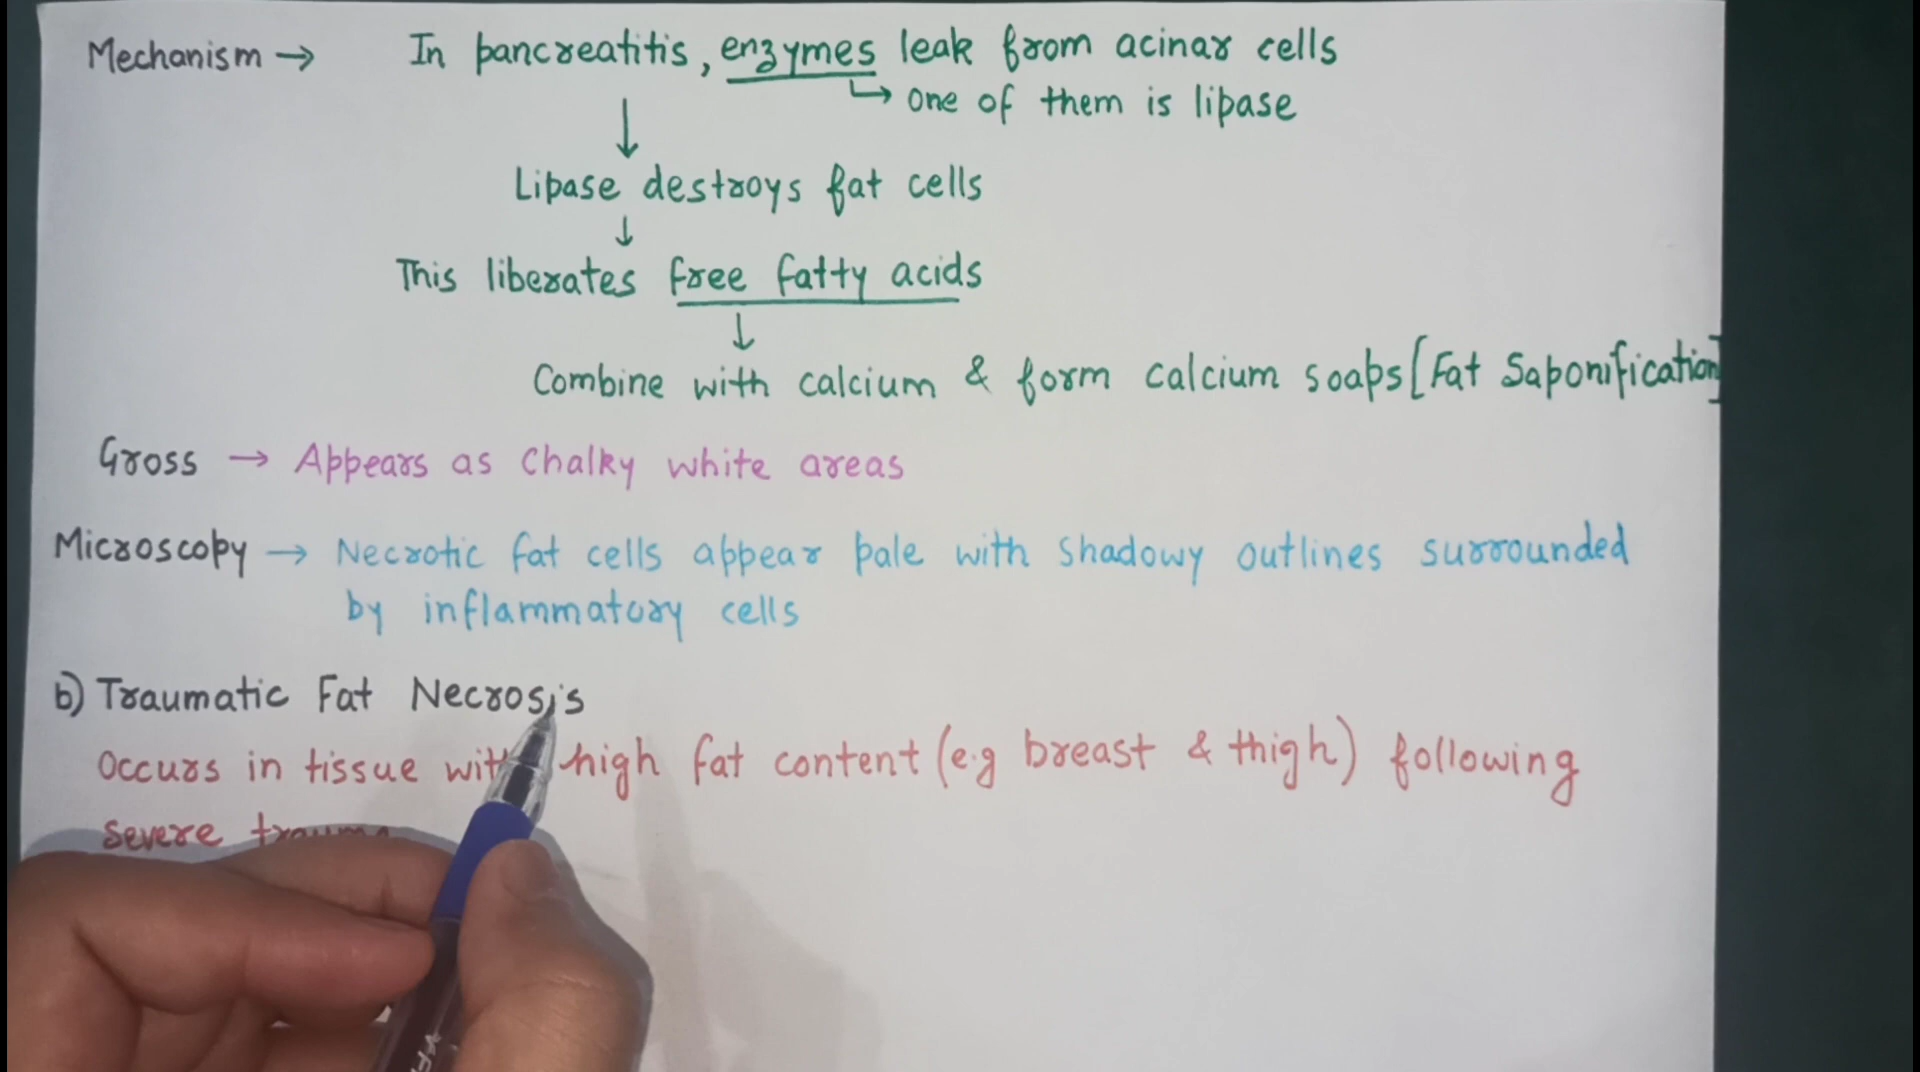 Mechanism → In pancreatitis, enzymes leak from acinar cells
↳ one of them is lipase
↓
Lipase destroys fat cells
↓
This liberates free fatty acids
↓
Combine with calcium & form calcium soaps [Fat Saponification]
Gross → Appears as chalky white areas
Microscopy → Necrotic fat cells appear pale with shadowy outlines surrounded
by inflammatory cells
b) Traumatic Fat Necrosis
Occurs in tissue with high fat content (e.g breast & thigh) following
severe trauma